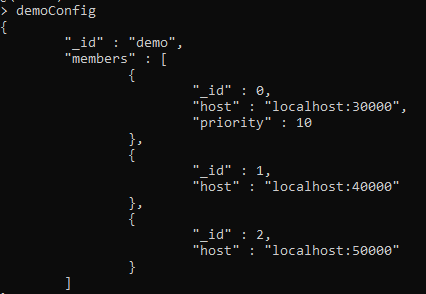 > demoConfig
{
        "_id" : "demo",
        "members" : [
                {
                        "_id" : 0,
                        "host" : "localhost:30000",
                        "priority" : 10
                },
                {
                        "_id" : 1,
                        "host" : "localhost:40000"
                },
                {
                        "_id" : 2,
                        "host" : "localhost:50000"
                }
        ]